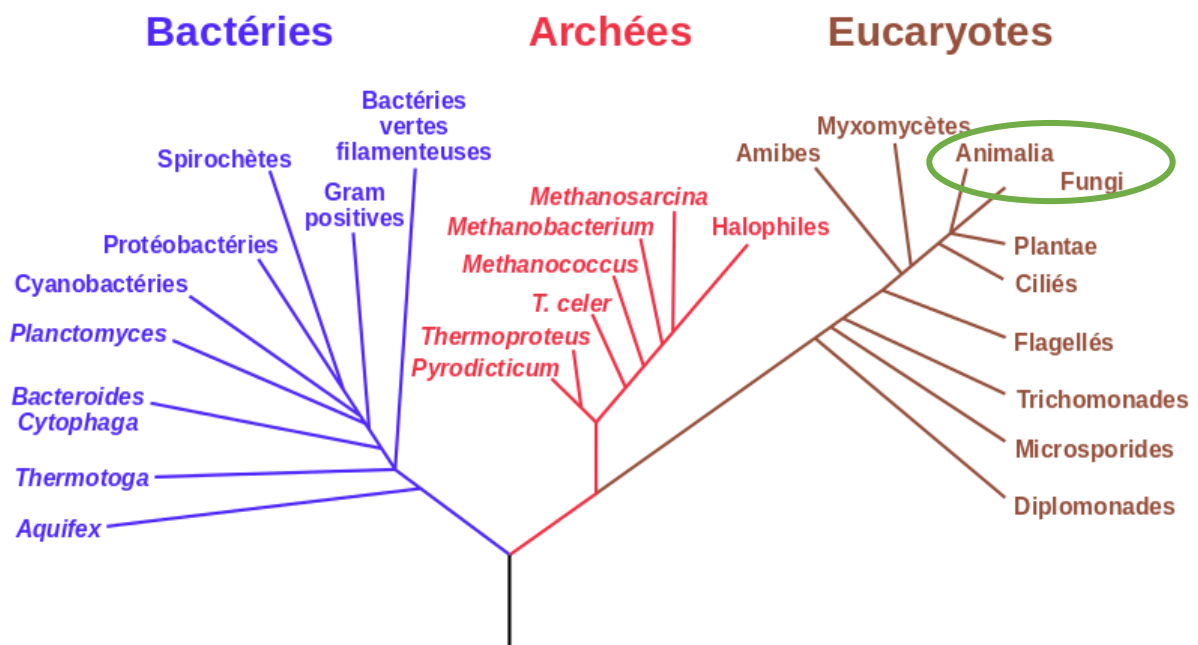 Bactéries
Archées
Eucaryotes
Bactéries
vertes
filamenteuses
Spirochètes
Gram
positives
Protéobactéries
Cyanobactéries
Planctomyces
Bacteroides
Cytophaga
Thermotoga
Aquifex
Methanosarcina
Methanobacterium
Halophiles
Methanococcus
T. celer
Thermoproteus
Pyrodicticum
Myxomycètes
Amibes
Animalia
Fungi
Plantae
Ciliés
Flagellés
Trichomonades
Microsporides
Diplomonades